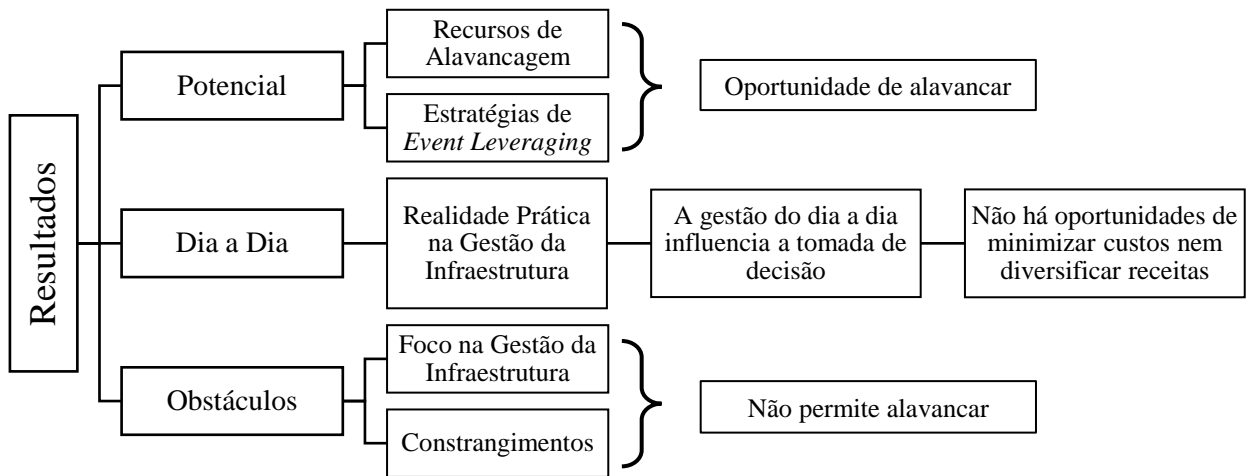 Resultados
Potencial
Recursos de
Alavancagem
Estratégias de
Event Leveraging
Oportunidade de alavancar
Dia a Dia
Realidade Prática
na Gestão da
Infraestrutura
A gestão do dia a dia
influencia a tomada de
decisão
Não há oportunidades de
minimizar custos nem
diversificar receitas
Obstáculos
Foco na Gestão da
Infraestrutura
Constrangimentos
Não permite alavancar